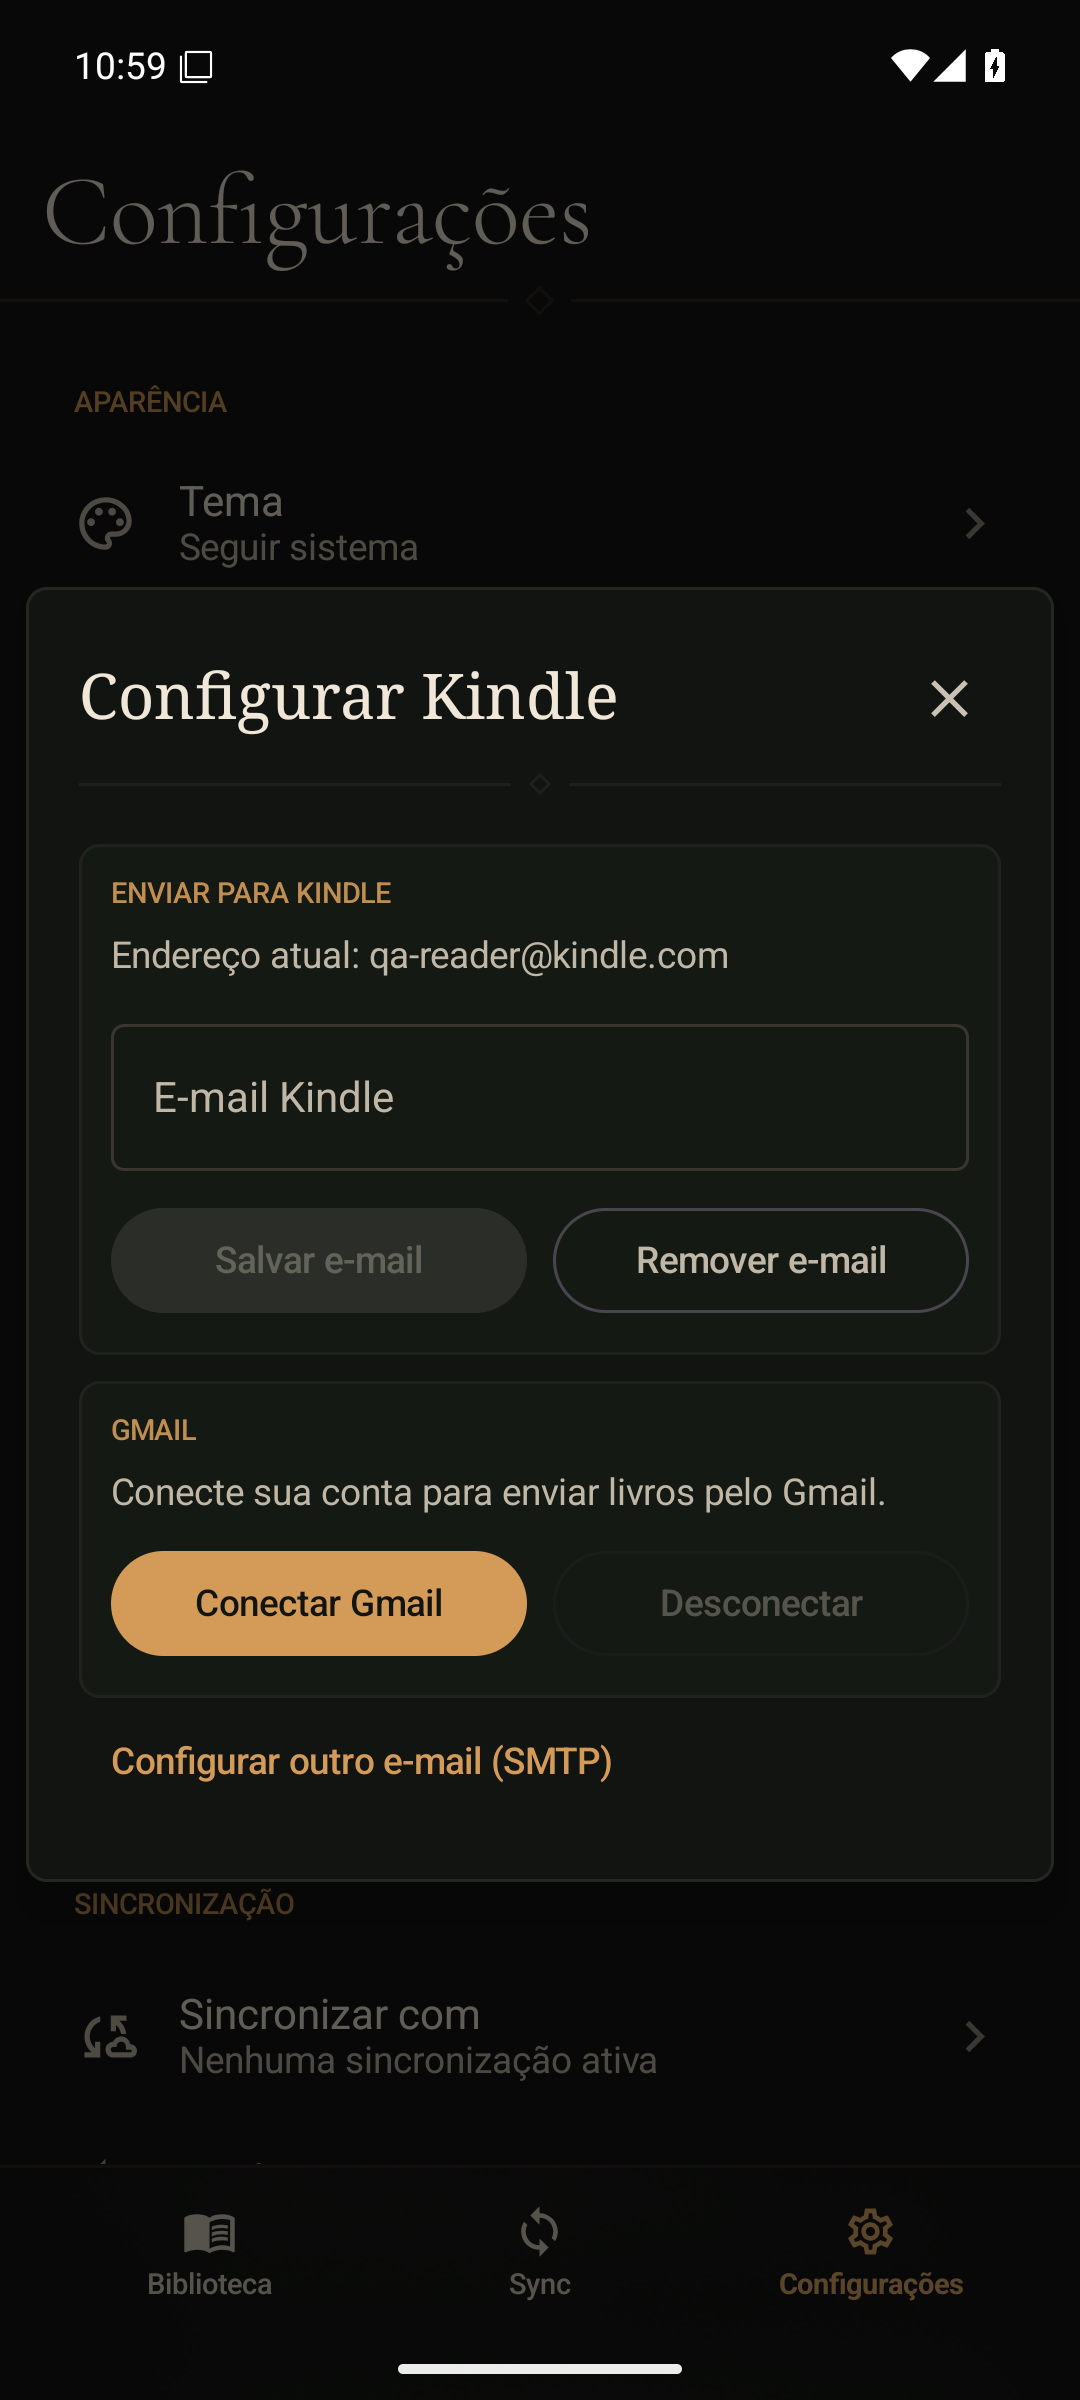 10:59
Configurações
APARÊNCIA
Tema
Seguir sistema
Configurar Kindle
ENVIAR PARA KINDLE
Endereço atual: qa-reader@kindle.com
E-mail Kindle
Salvar e-mail
Remover e-mail
GMAIL
Conecte sua conta para enviar livros pelo Gmail.
Conectar Gmail
Desconectar
Configurar outro e-mail (SMTP)
SINCRONIZAÇÃO
Sincronizar com
Nenhuma sincronização ativa
Biblioteca
Sync
Configurações